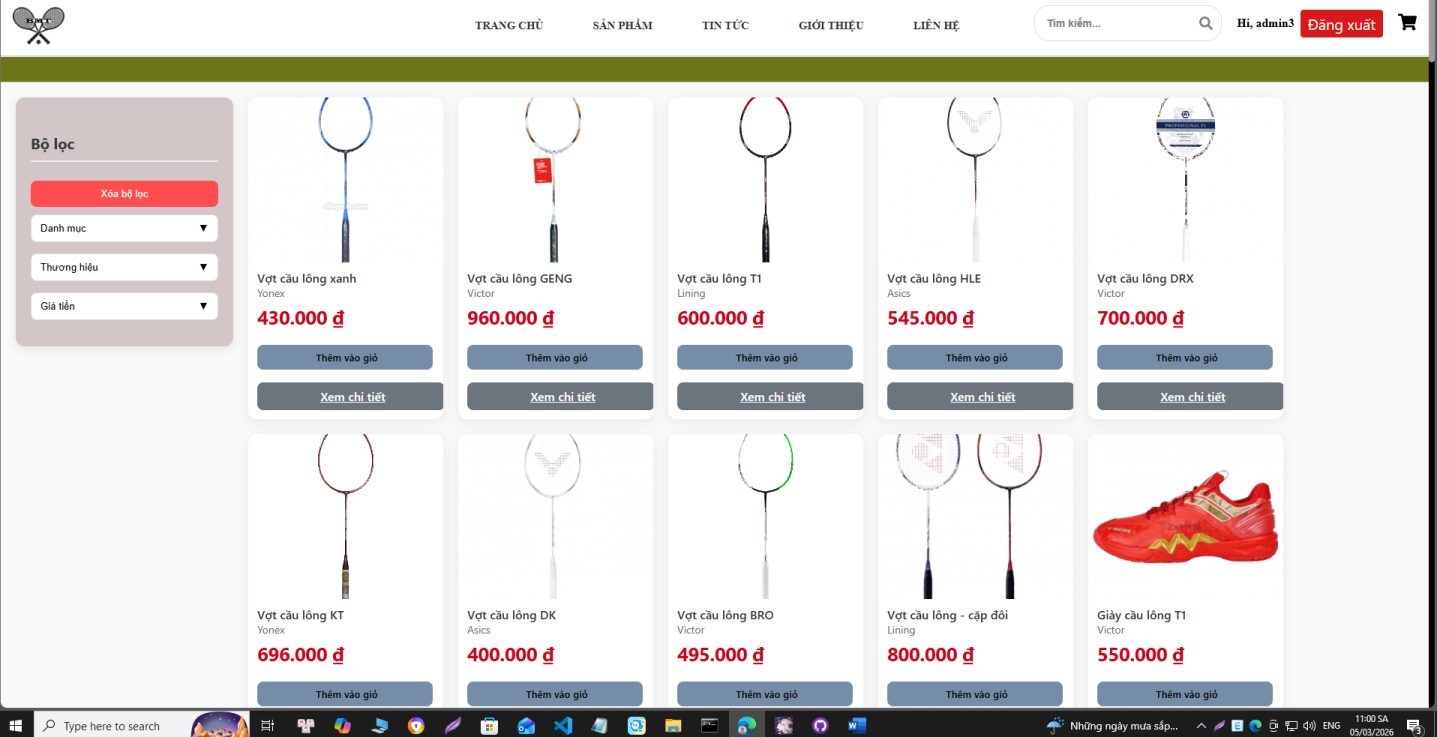 BMT
TRANG CHỦ SẢN PHẨM TIN TỨC GIỚI THIỆU LIÊN HỆ
Tìm kiếm...
Hi, admin3
Đăng xuất
Bộ lọc
Xóa bộ lọc
Danh mục ▼
Thương hiệu ▼
Giá tiền ▼
PROFESSIONAL
Vợt cầu lông xanh
Yonex
430.000 ₫
Thêm vào giỏ
Xem chi tiết
Vợt cầu lông GENG
Victor
960.000 ₫
Thêm vào giỏ
Xem chi tiết
Vợt cầu lông T1
Lining
600.000 ₫
Thêm vào giỏ
Xem chi tiết
Vợt cầu lông HLE
Asics
545.000 ₫
Thêm vào giỏ
Xem chi tiết
Vợt cầu lông DRX
Victor
700.000 ₫
Thêm vào giỏ
Xem chi tiết
Vợt cầu lông KT
Yonex
696.000 ₫
Thêm vào giỏ
Vợt cầu lông DK
Asics
400.000 ₫
Thêm vào giỏ
Vợt cầu lông BRO
Victor
495.000 ₫
Thêm vào giỏ
Vợt cầu lông - cặp đôi
Lining
800.000 ₫
Thêm vào giỏ
Giày cầu lông T1
Victor
550.000 ₫
Thêm vào giỏ
Type here to search
Những ngày mưa sắp...
ENG
11:00 SA
05/03/2026
3